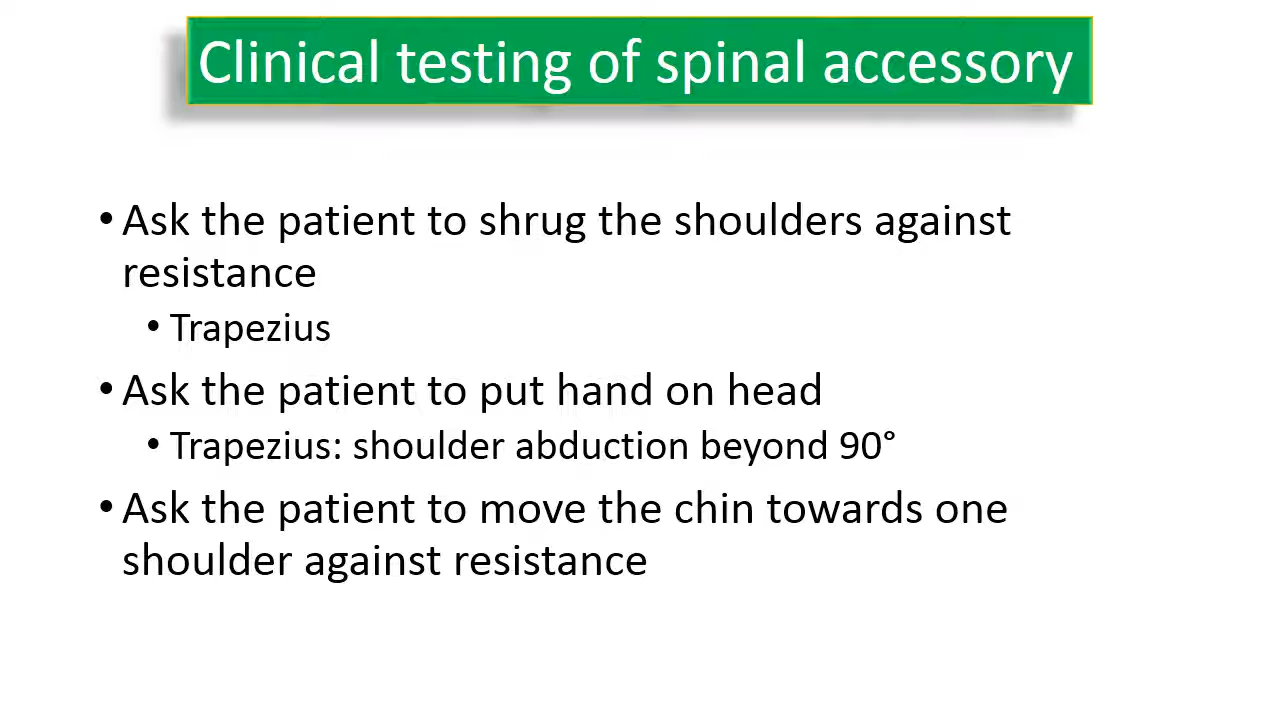 Clinical testing of spinal accessory
• Ask the patient to shrug the shoulders against
resistance
• Trapezius
• Ask the patient to put hand on head
• Trapezius: shoulder abduction beyond 90°
• Ask the patient to move the chin towards one
shoulder against resistance